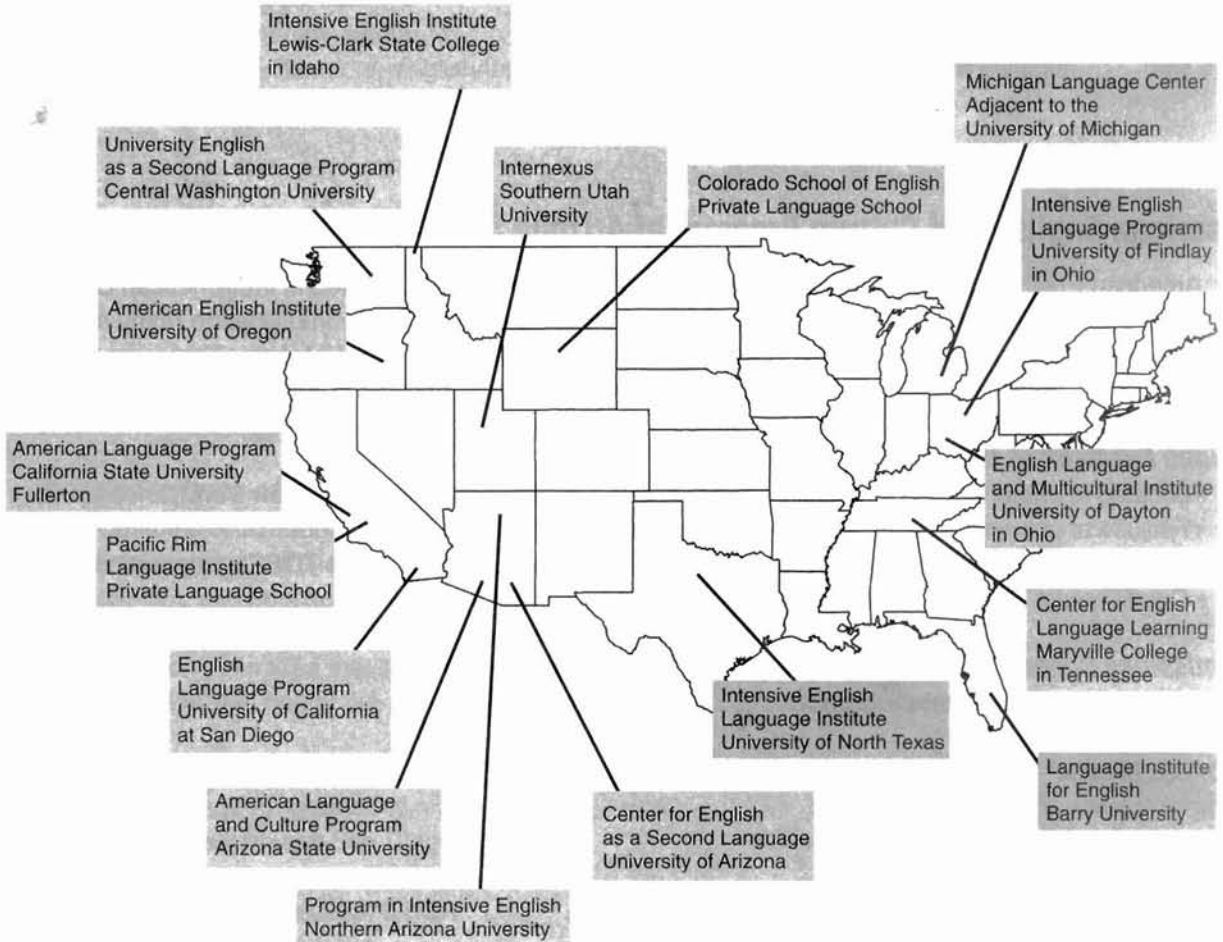 Intensive English Institute
Lewis-Clark State College
in Idaho
Michigan Language Center
Adjacent to the
University of Michigan
University English
as a Second Language Program
Central Washington University
Internexus
Southern Utah
University
Colorado School of English
Private Language School
Intensive English
Language Program
University of Findlay
in Ohio
American English Institute
University of Oregon
American Language Program
California State University
Fullerton
English Language
and Multicultural Institute
University of Dayton
in Ohio
Pacific Rim
Language Institute
Private Language School
Center for English
Language Learning
Maryville College
in Tennessee
English
Language Program
University of California
at San Diego
Intensive English
Language Institute
University of North Texas
Language Institute
for English
Barry University
American Language
and Culture Program
Arizona State University
Center for English
as a Second Language
University of Arizona
Program in Intensive English
Northern Arizona University